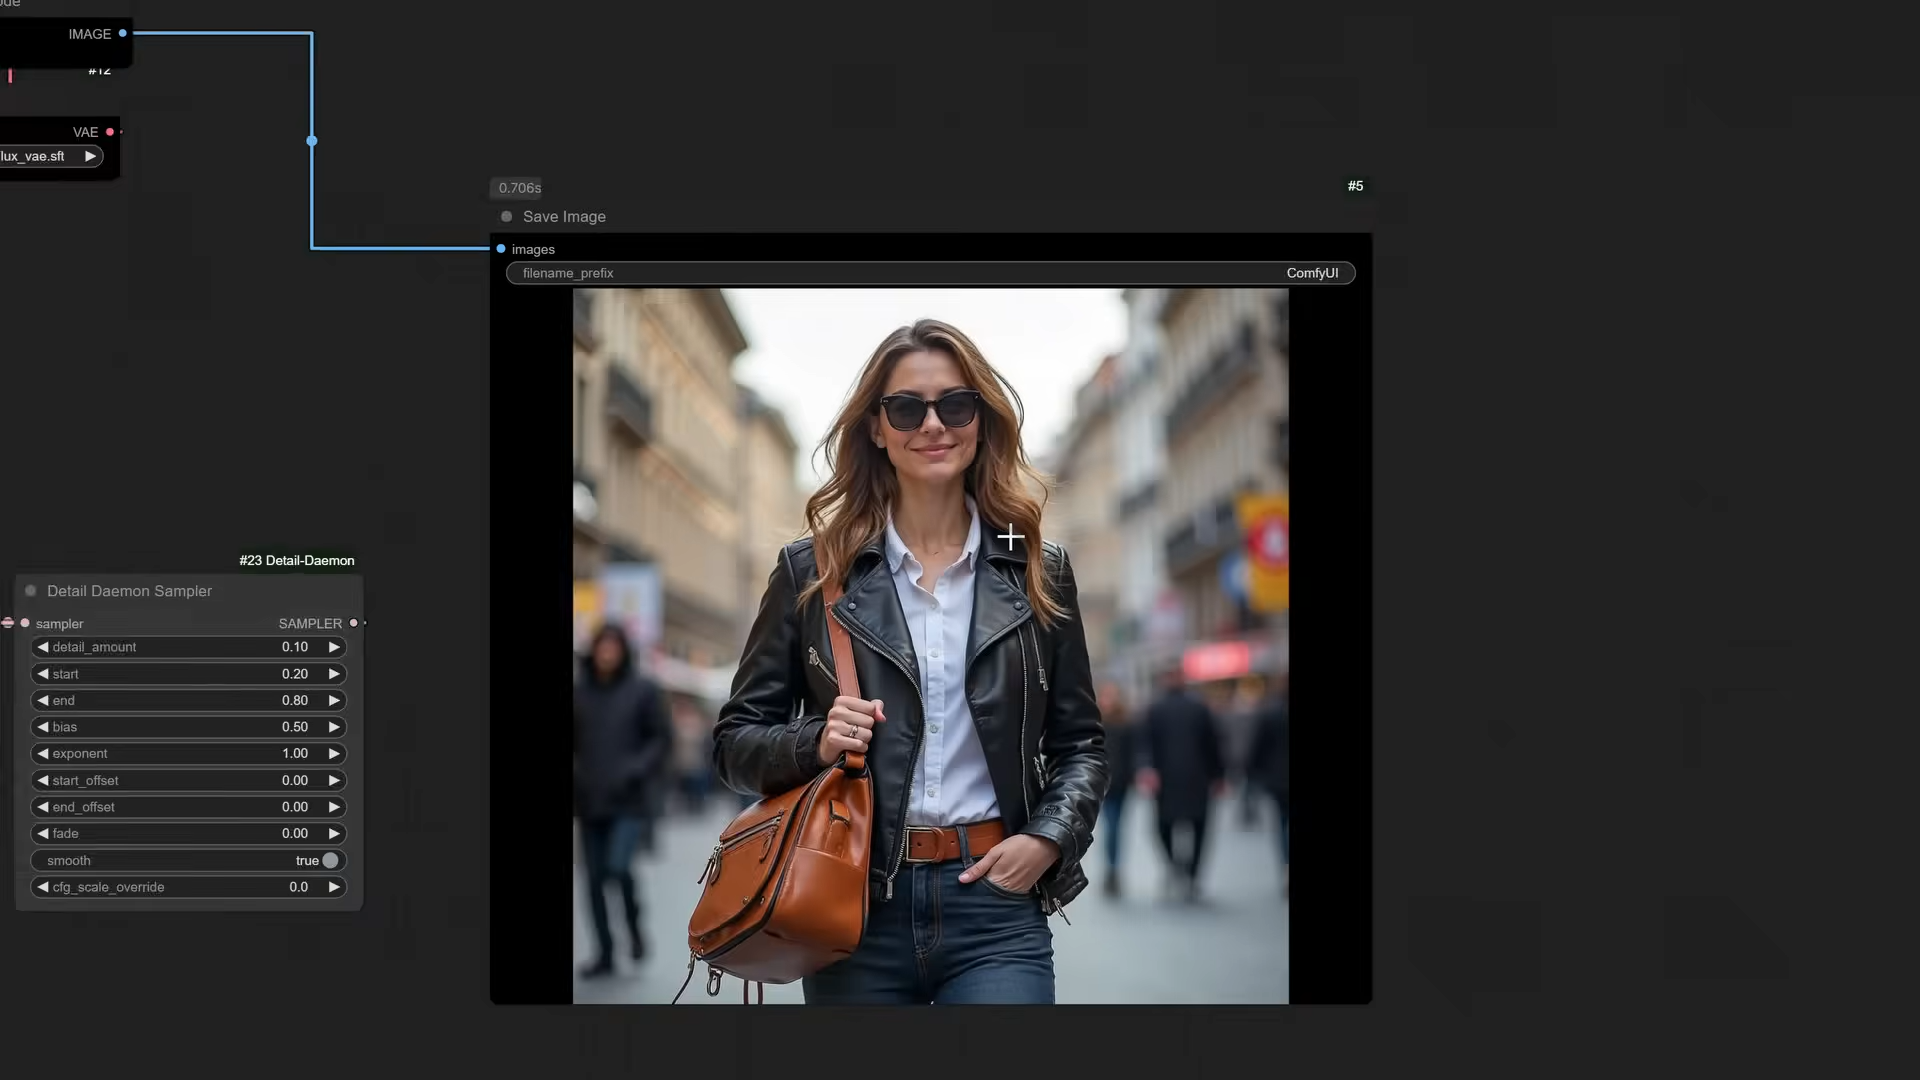 IMAGE
#12
VAE
lux_vae.sft
0.706s
#5
Save Image
images
filename_prefix ComfyUI
#23 Detail-Daemon
Detail Daemon Sampler
sampler SAMPLER
detail_amount 0.10
start 0.20
end 0.80
bias 0.50
exponent 1.00
start_offset 0.00
end_offset 0.00
fade 0.00
smooth true
cfg_scale_override 0.0